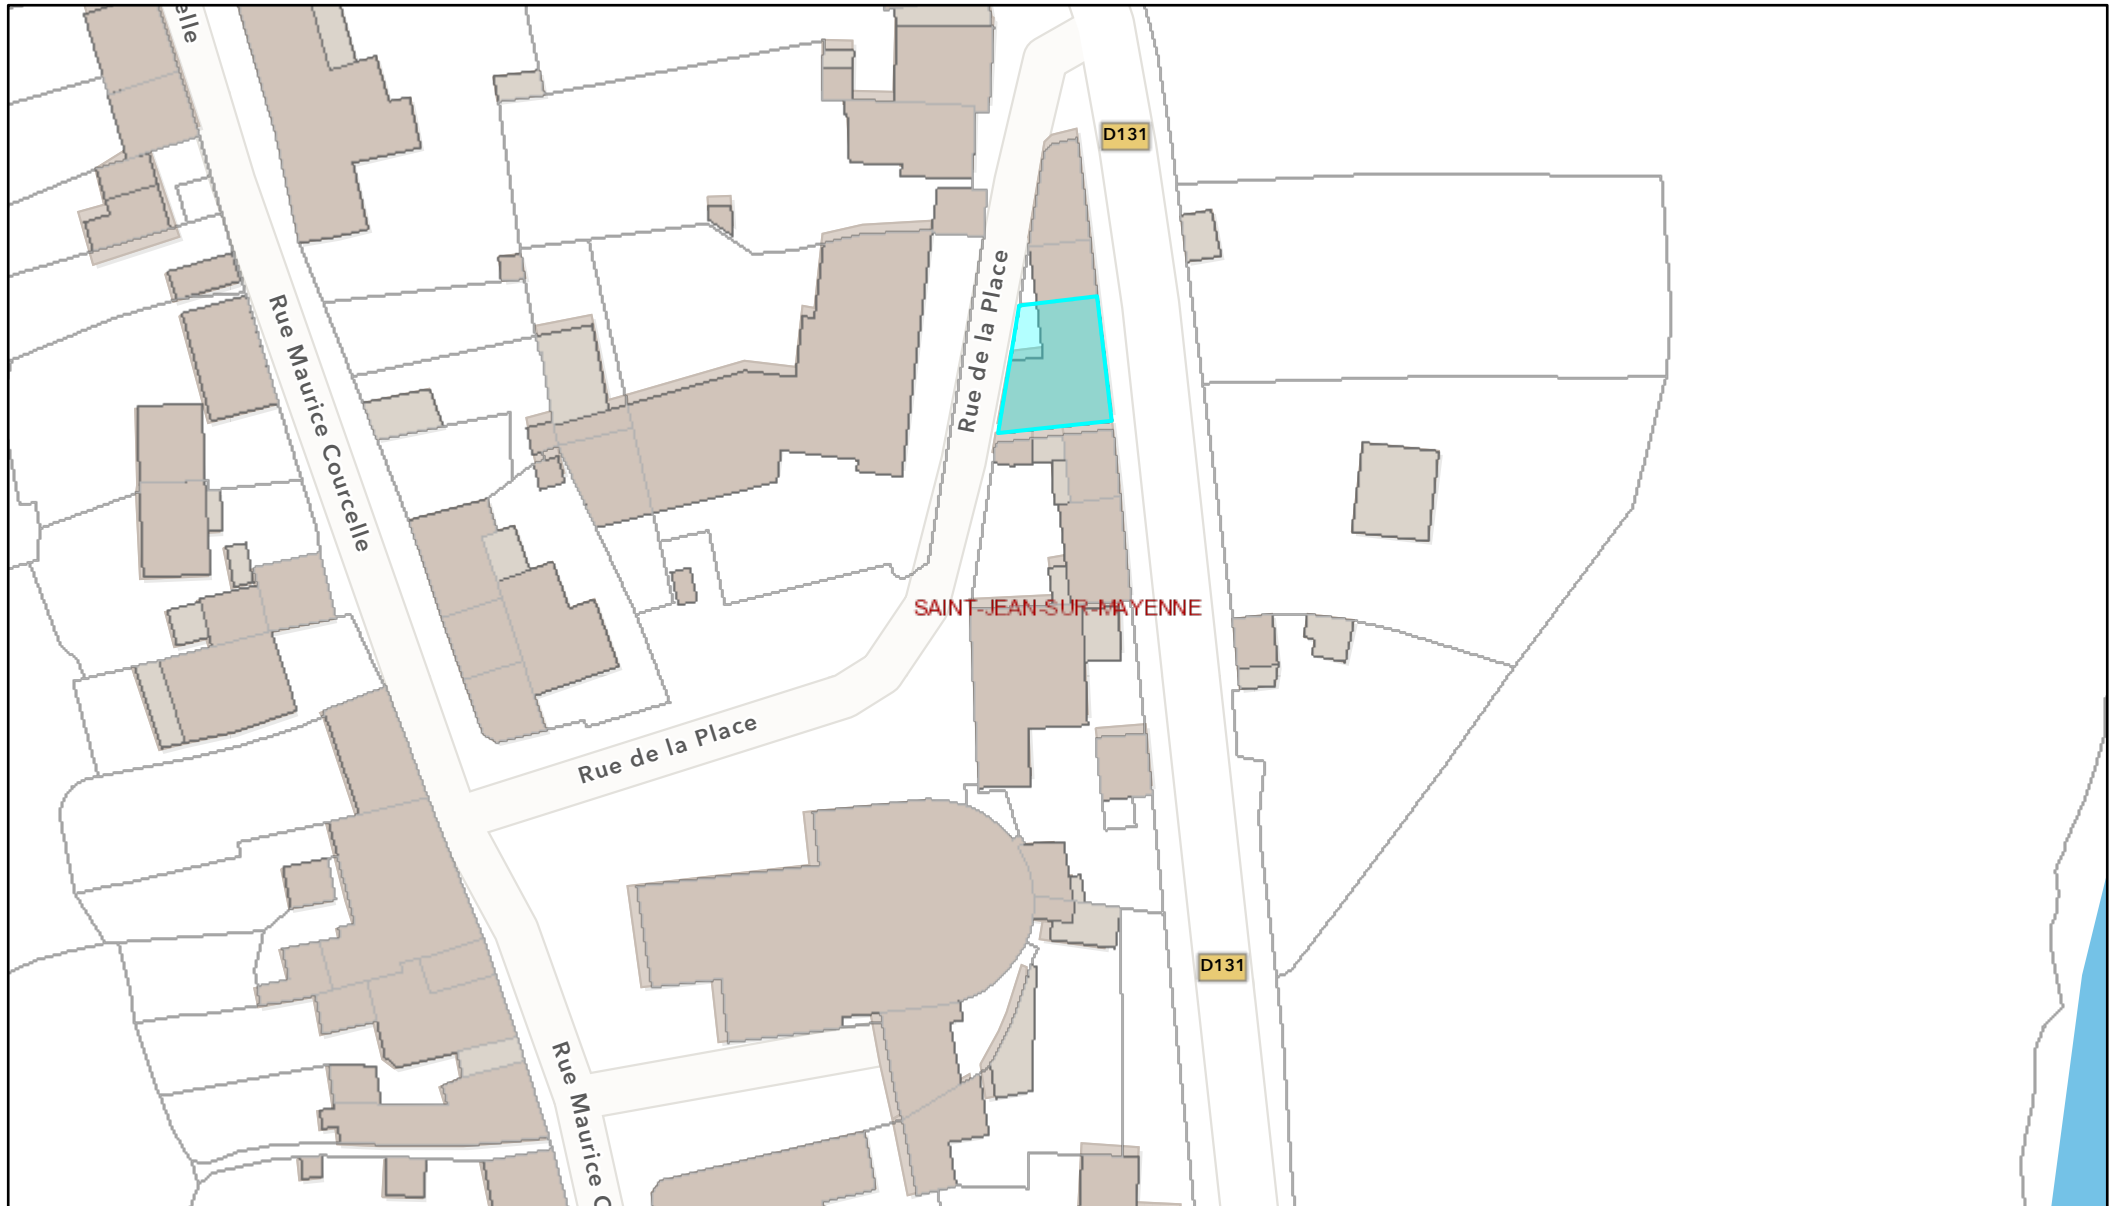 elle
D131
Rue de la Place
Rue Maurice Courcelle
SAINT-JEAN-SUR-MAYENNE
Rue de la Place
D131
Rue Maurice C